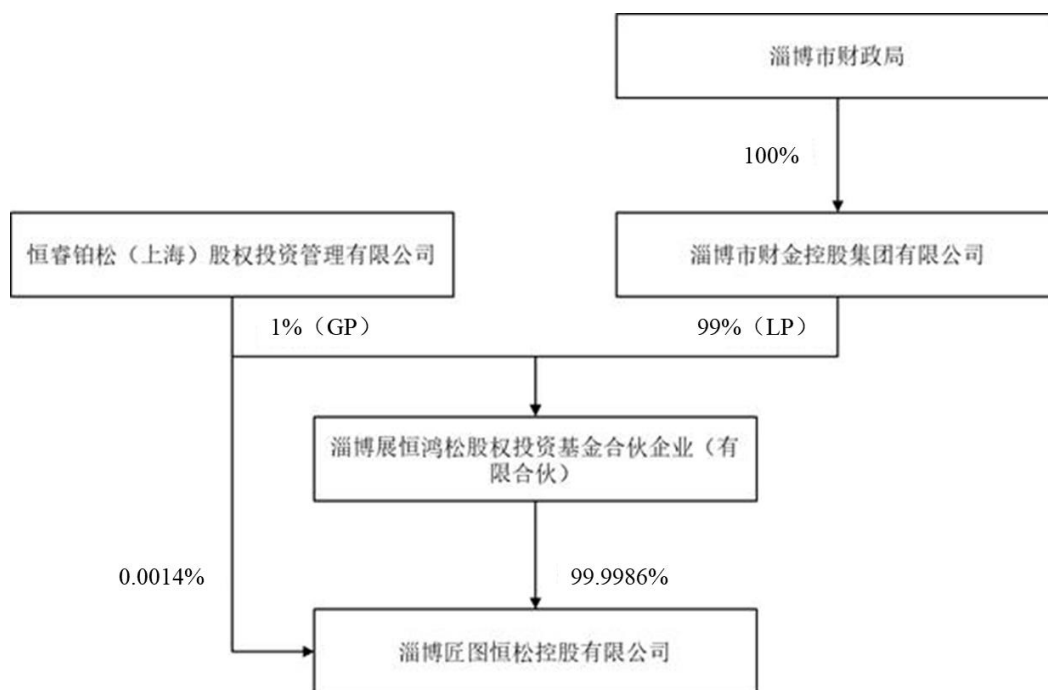 淄博市财政局
100%
恒睿铂松（上海）股权投资管理有限公司
淄博市财金控股集团有限公司
1%（GP）
99%（LP）
淄博展恒鸿松股权投资基金合伙企业（有
限合伙）
0.0014%
99.9986%
淄博匠图恒松控股有限公司